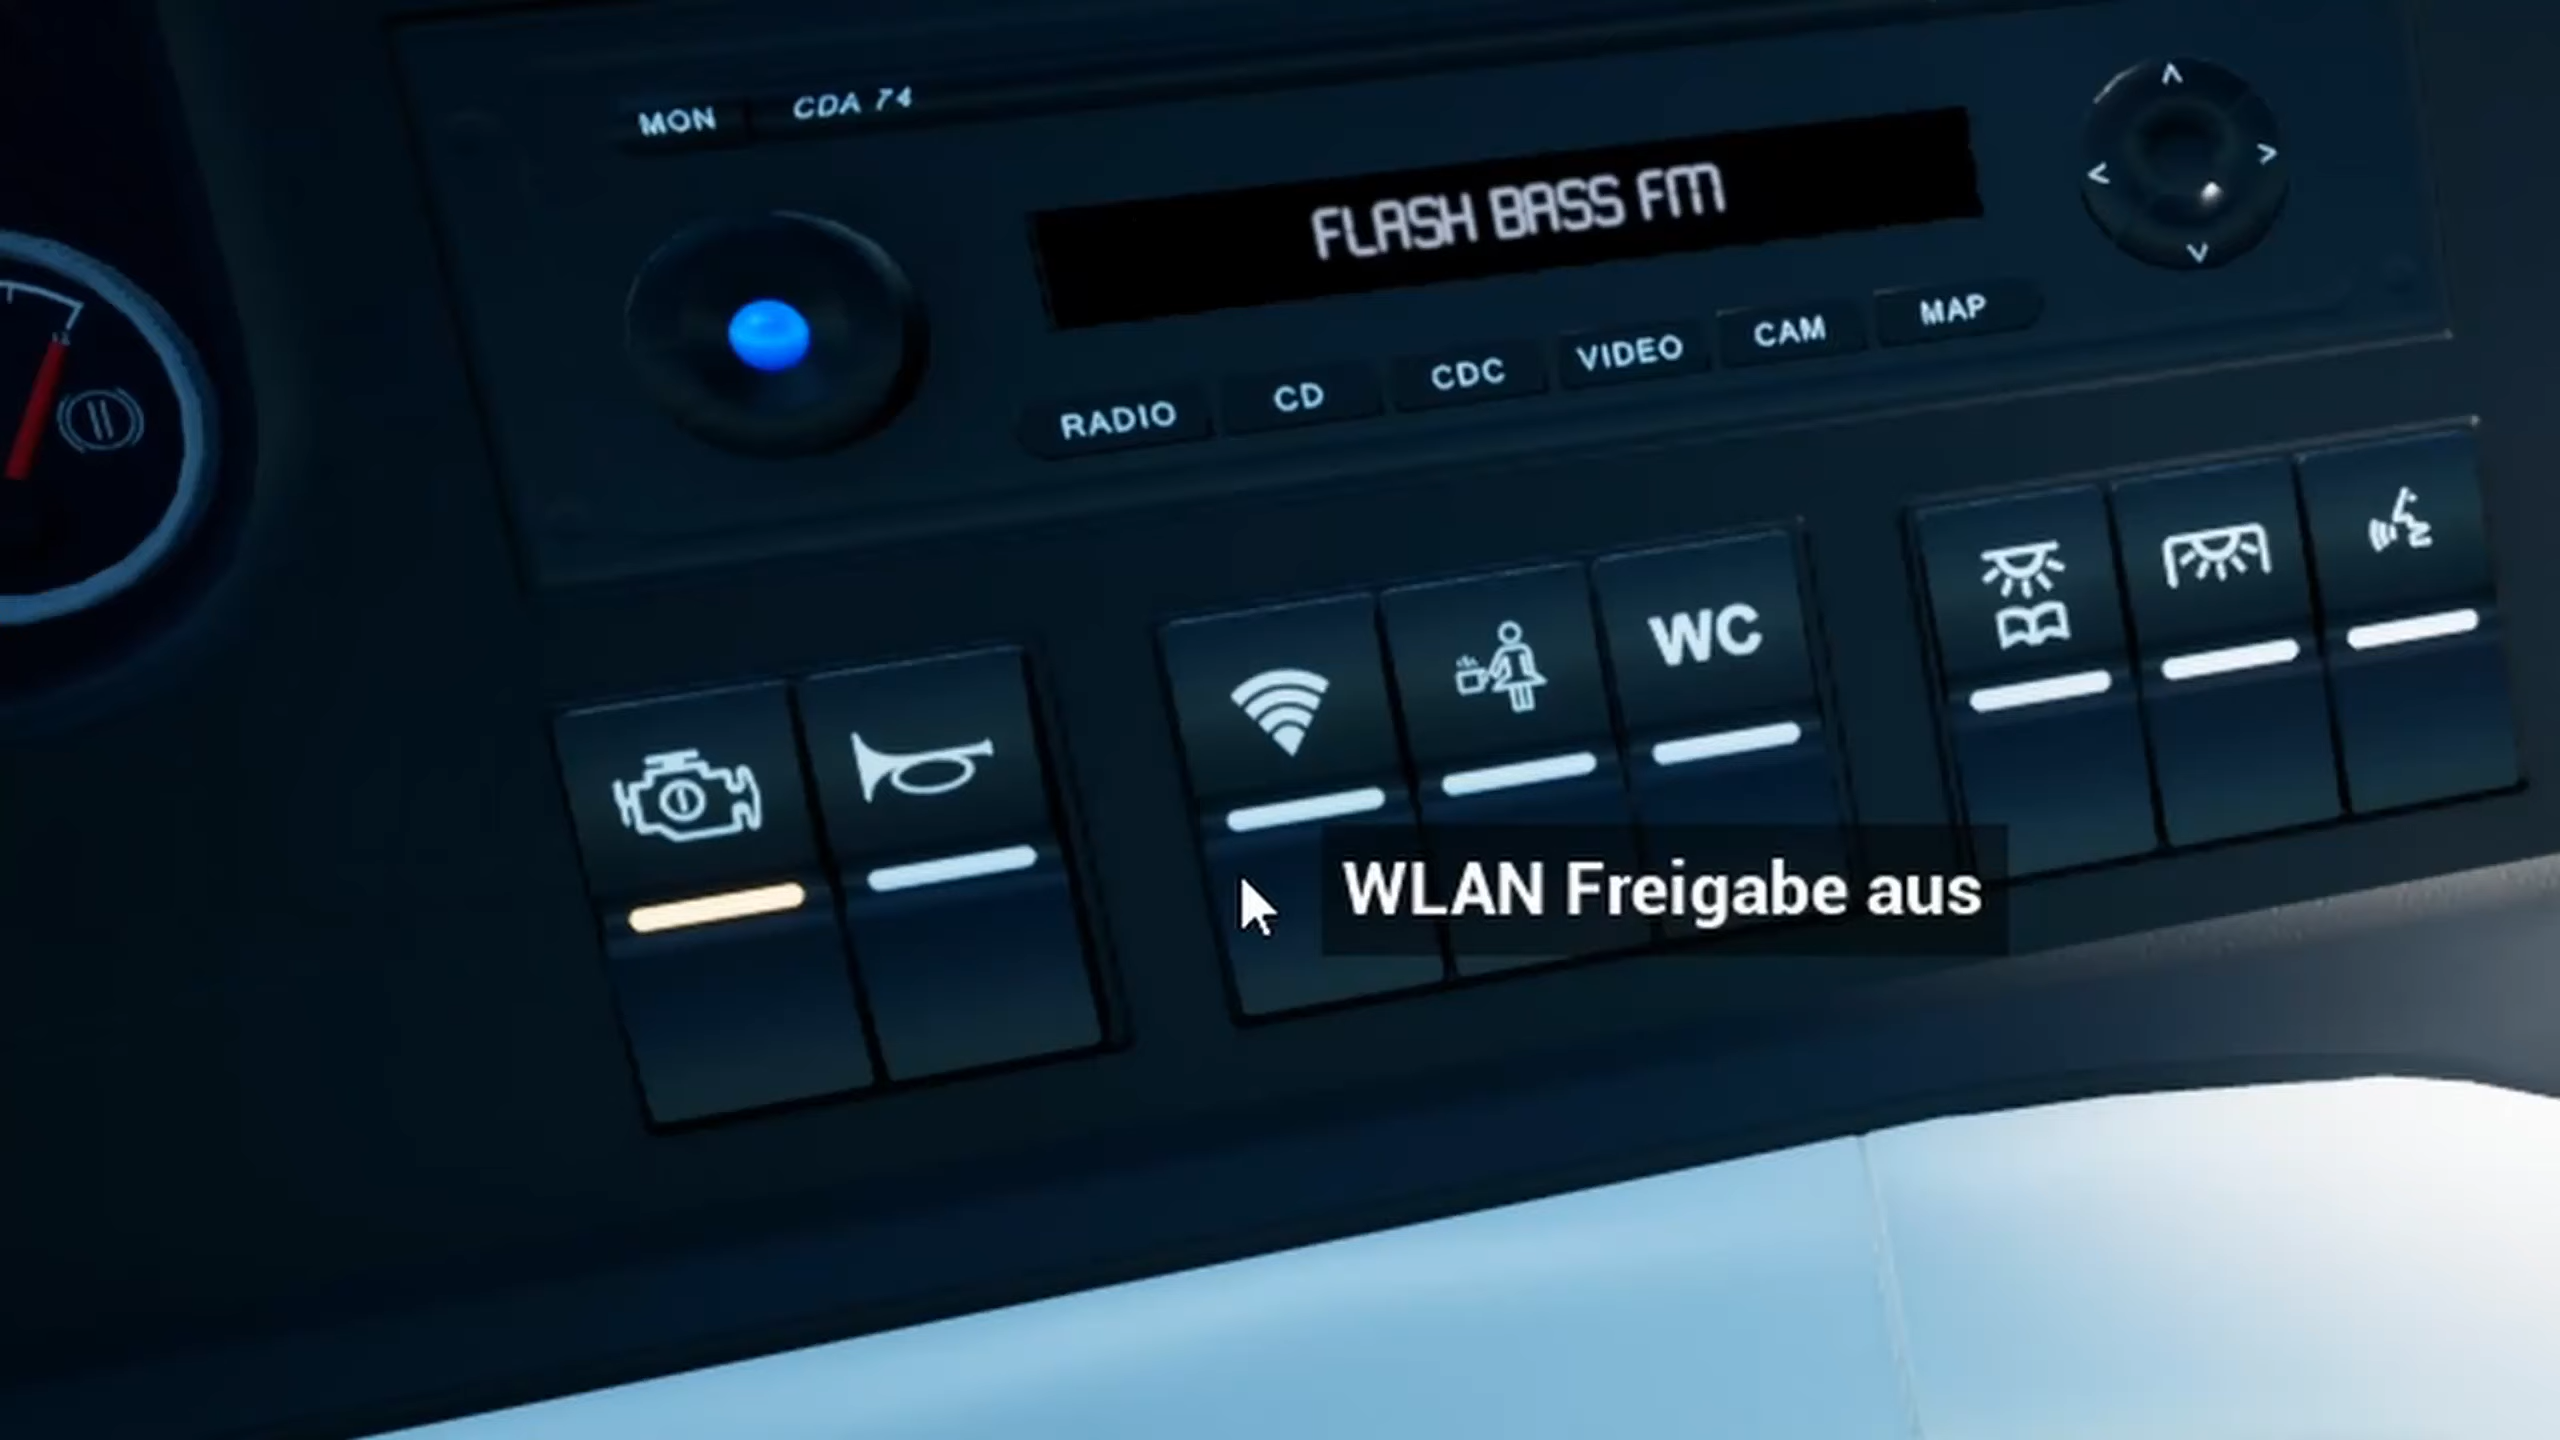 MON CDA 74
FLASH BASS FM
RADIO CD CDC VIDEO CAM MAP
WC
WLAN Freigabe aus